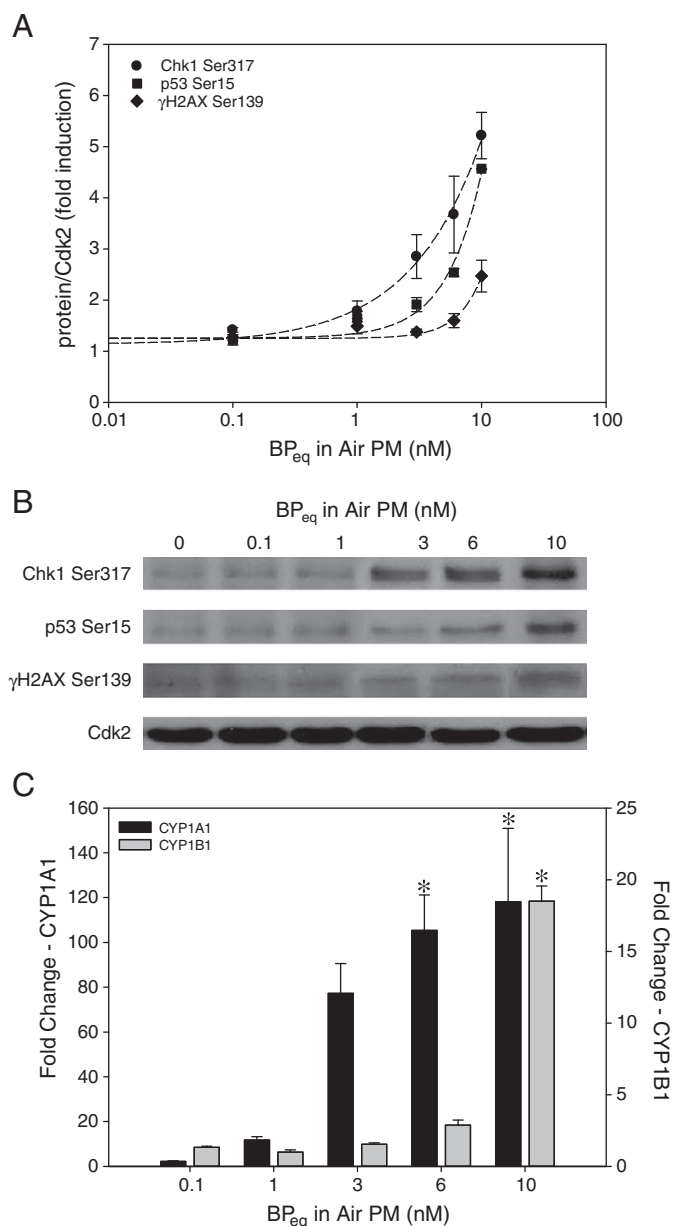 A
7
6
5
4
3
2
1
0
protein/Cdk2 (fold induction)
Chk1 Ser317
p53 Ser15
γH2AX Ser139
0.01 0.1 1 10 100
BPeq in Air PM (nM)
B
BPeq in Air PM (nM)
0 0.1 1 3 6 10
Chk1 Ser317
p53 Ser15
γH2AX Ser139
Cdk2
C
160
140
120
100
80
60
40
20
0
Fold Change - CYP1A1
CYP1A1
CYP1B1
* * *
25
20
15
10
5
0
Fold Change - CYP1B1
0.1 1 3 6 10
BPeq in Air PM (nM)